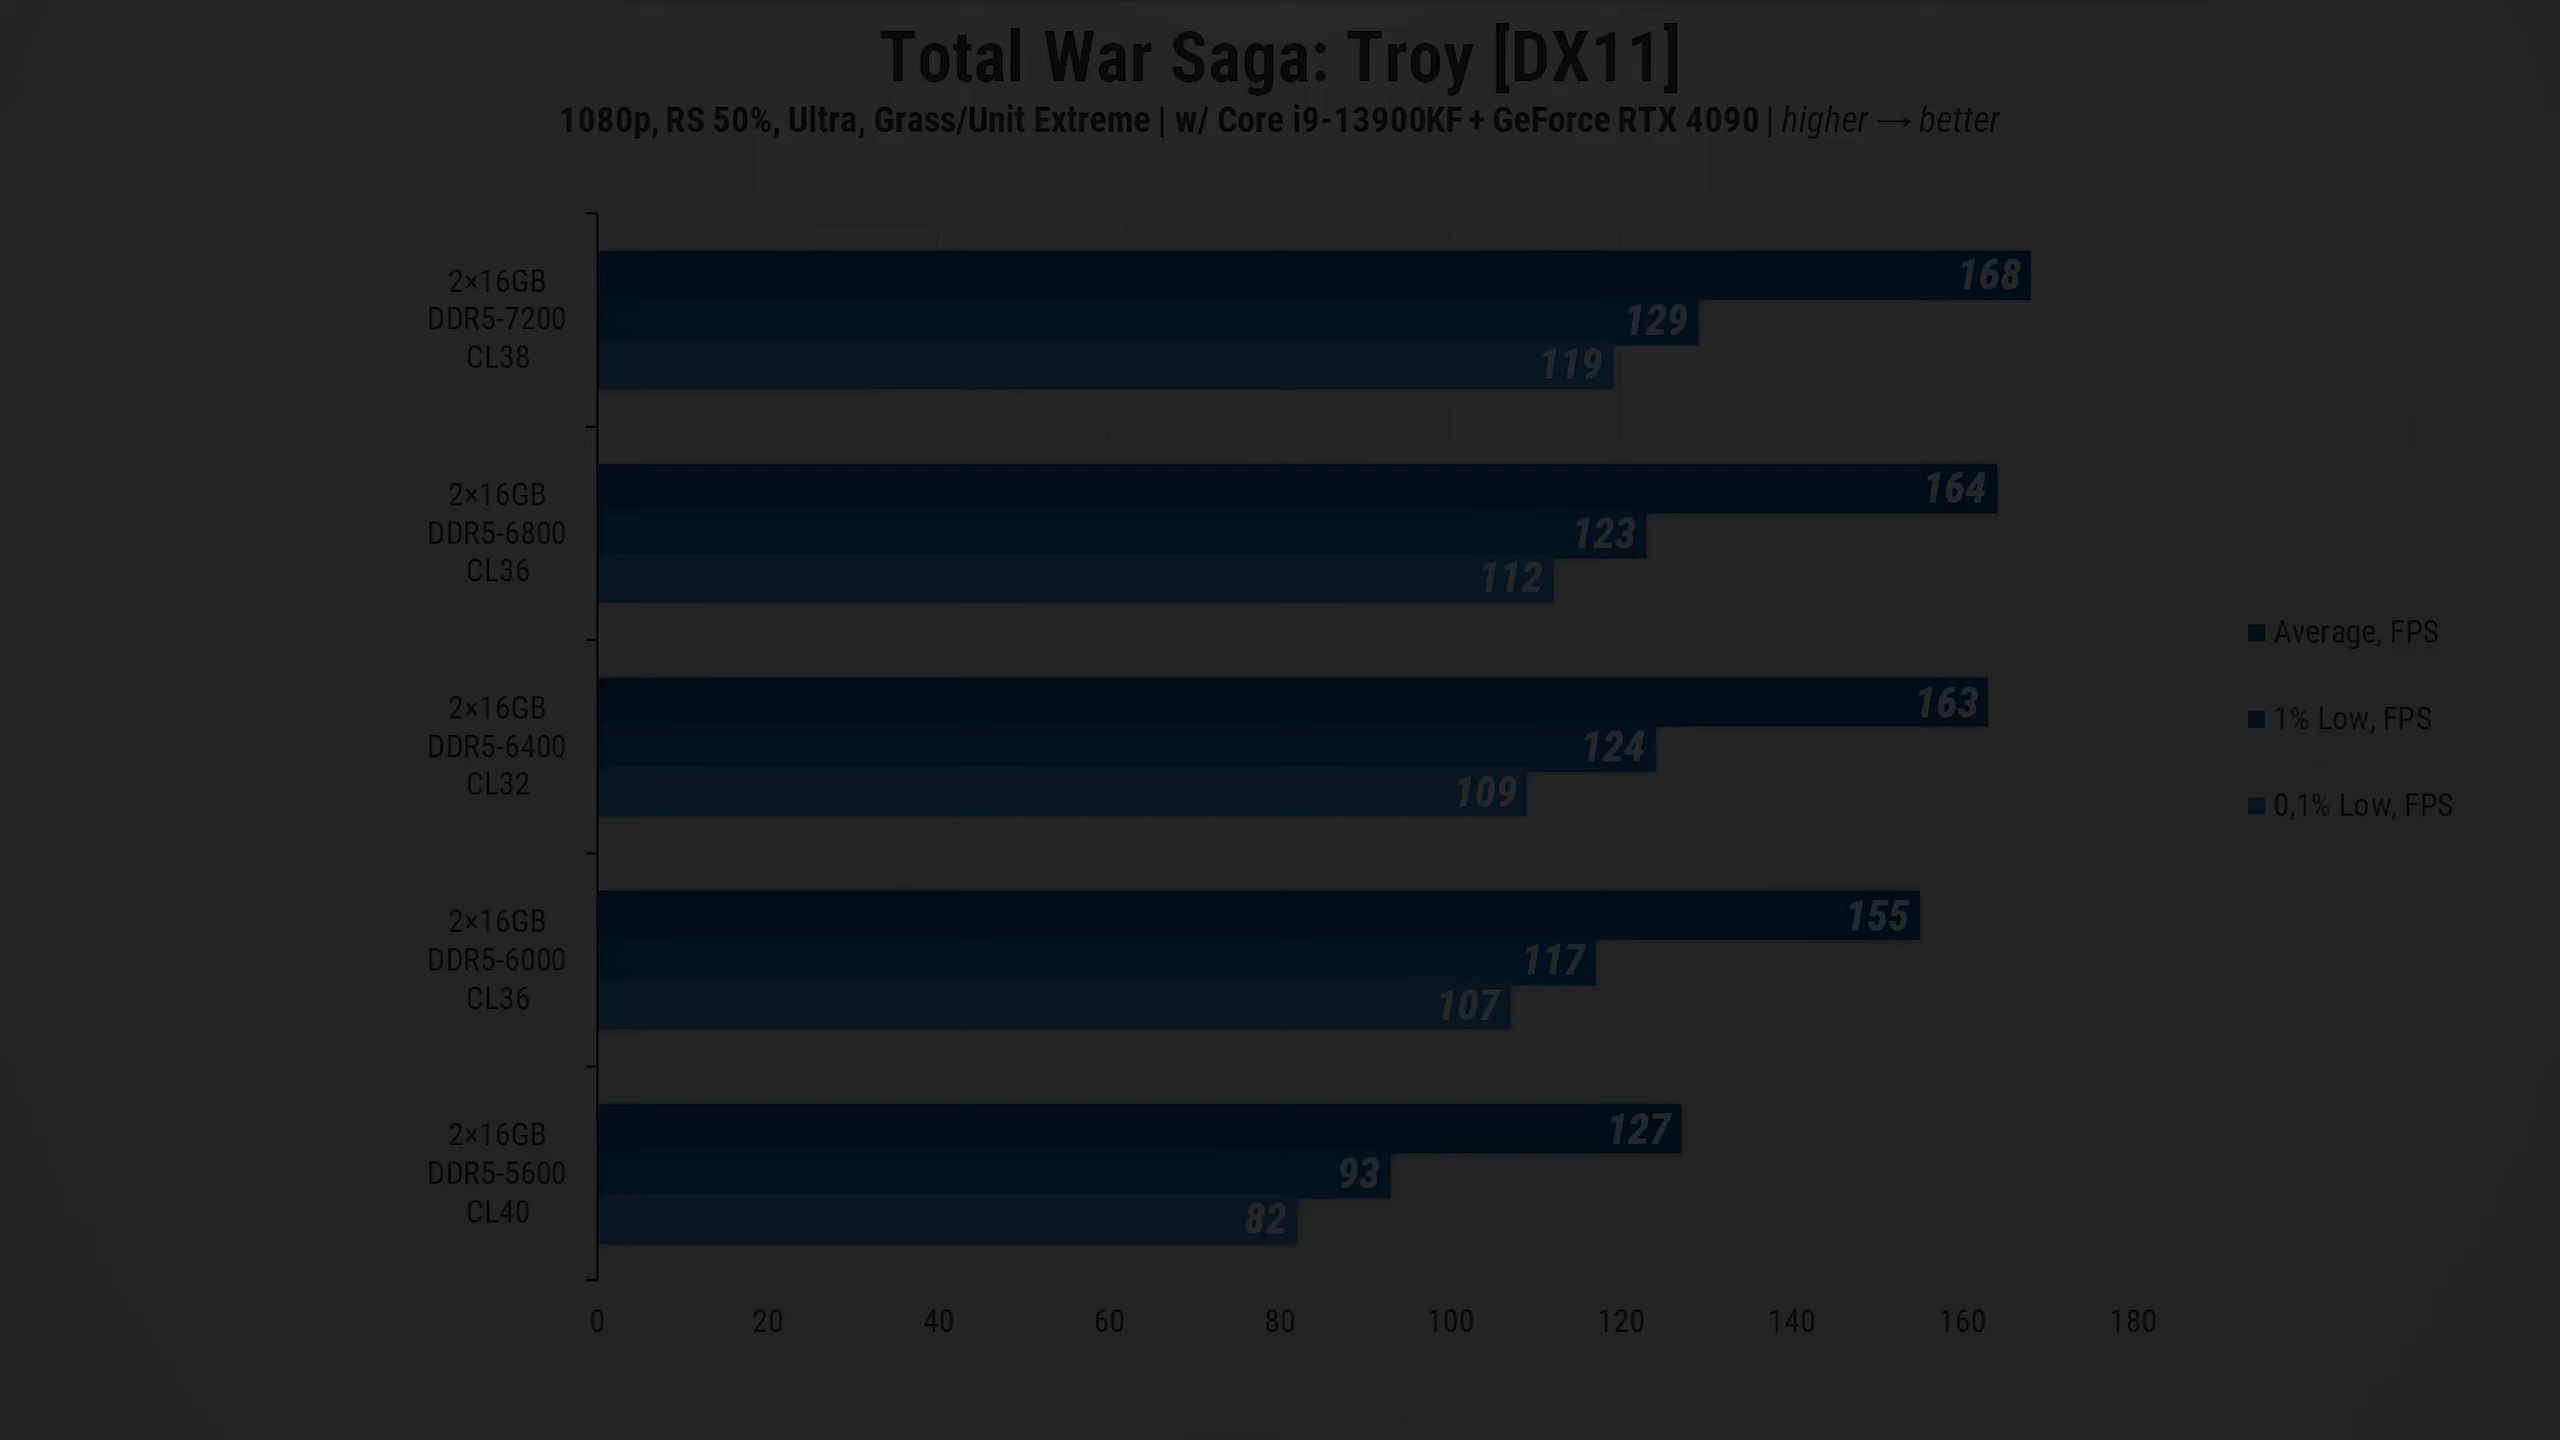 Total War Saga: Troy [DX11]
1080p, RS 50%, Ultra, Grass/Unit Extreme | w/ Core i9-13900KF + GeForce RTX 4090 | higher → better
2×16GB
DDR5-7200
CL38
168
129
119
2×16GB
DDR5-6800
CL36
164
123
112
2×16GB
DDR5-6400
CL32
163
124
109
2×16GB
DDR5-6000
CL36
155
117
107
2×16GB
DDR5-5600
CL40
127
93
82
0 20 40 60 80 100 120 140 160 180
Average, FPS
1% Low, FPS
0,1% Low, FPS